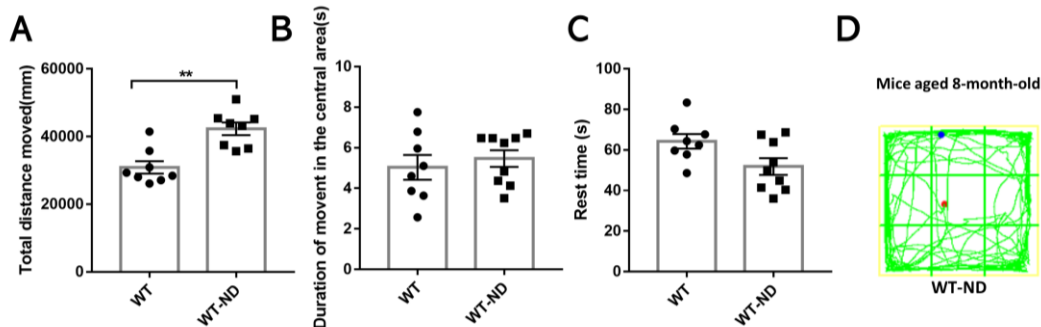 A
B
C
D
Total distance moved(mm)
60000
40000
20000
0
**
WT
WT-ND
Duration of movent in the central area(s)
10
8
6
4
2
0
WT
WT-ND
Rest time (s)
100
80
60
40
20
0
WT
WT-ND
Mice aged 8-month-old
WT-ND